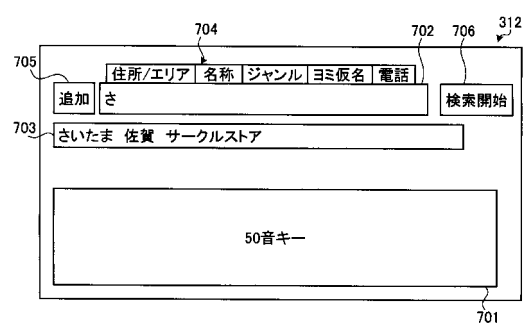 312
704
702
706
705
住所/エリア 名称 ジャンル ヨミ仮名 電話
追加 さ 検索開始
703
さいたま 佐賀 サークルストア
50音キー
701